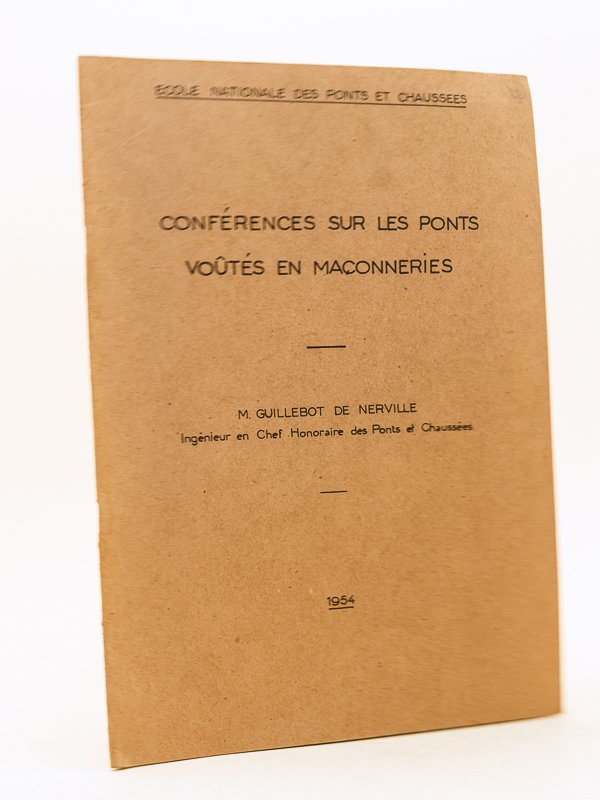 ECOLE NATIONALE DES PONTS ET CHAUSSEES
CONFÉRENCES SUR LES PONTS
VOÛTÉS EN MAÇONNERIES
M. GUILLEBOT DE NERVILLE
Ingénieur en Chef Honoraire des Ponts et Chaussées
1954